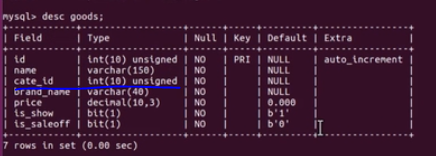 mysql> desc goods;
+------------+------------------+------+-----+---------+----------------+
| Field | Type | Null | Key | Default | Extra |
+------------+------------------+------+-----+---------+----------------+
| id | int(10) unsigned | NO | PRI | NULL | auto_increment |
| name | varchar(150) | NO | | NULL | |
| cate_id | int(10) unsigned | NO | | NULL | |
| brand_name | varchar(40) | NO | | NULL | |
| price | decimal(10,3) | NO | | 0.000 | |
| is_show | bit(1) | NO | | b'1' | |
| is_saleoff | bit(1) | NO | | b'0' | |
+------------+------------------+------+-----+---------+----------------+
7 rows in set (0.00 sec)